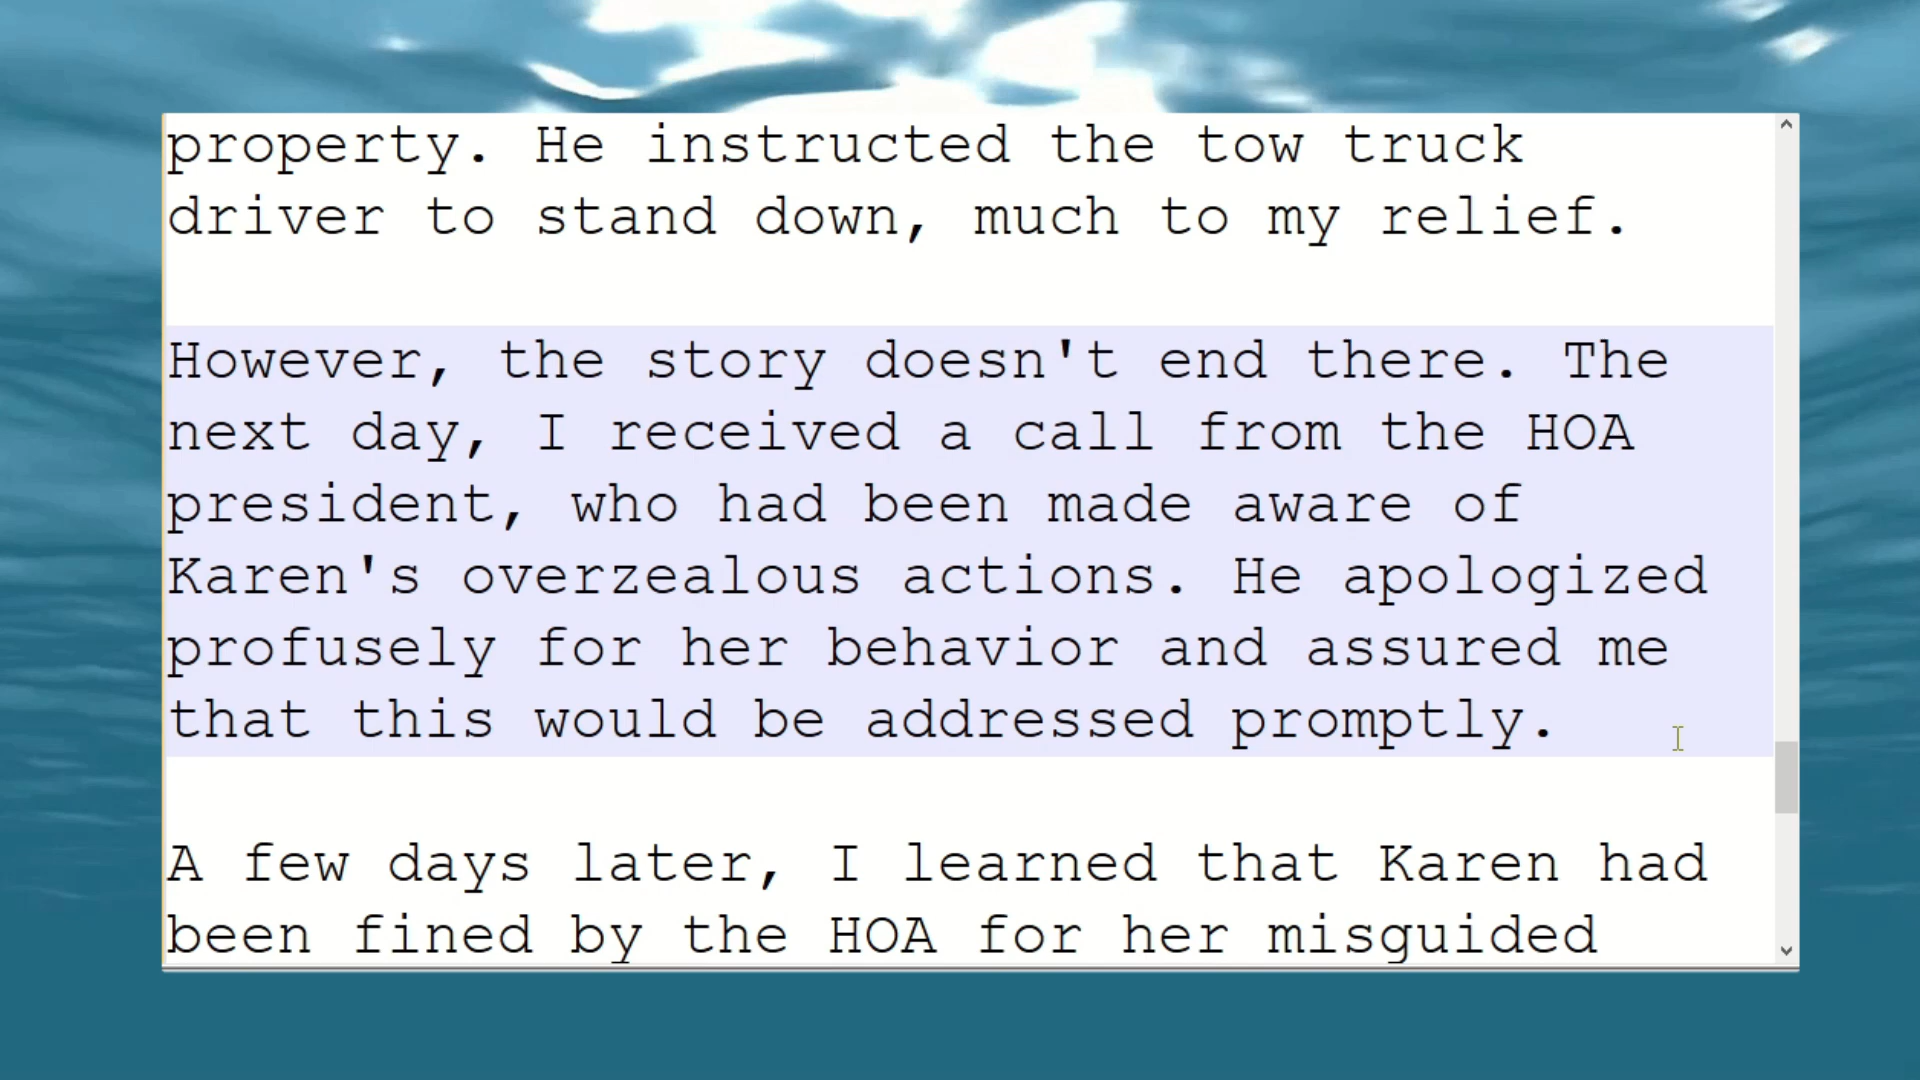 property. He instructed the tow truck
driver to stand down, much to my relief.
However, the story doesn't end there. The
next day, I received a call from the HOA
president, who had been made aware of
Karen's overzealous actions. He apologized
profusely for her behavior and assured me
that this would be addressed promptly.
A few days later, I learned that Karen had
been fined by the HOA for her misguided